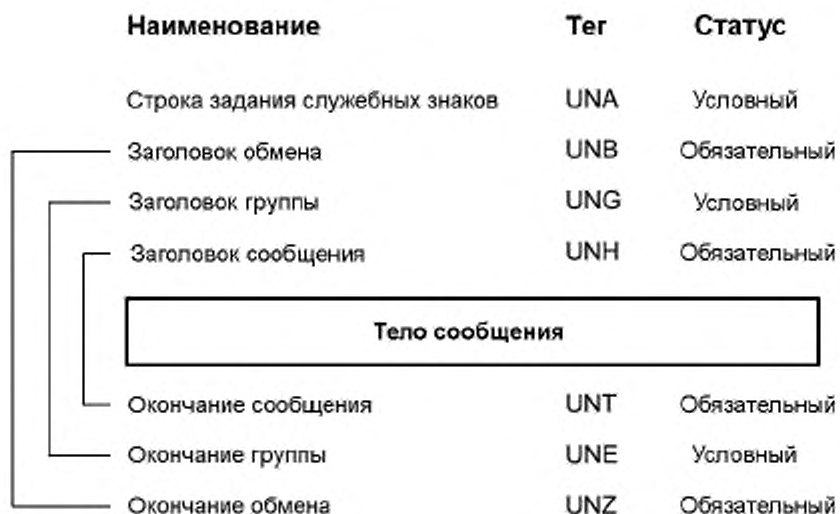 Наименование Тег Статус
Строка задания служебных знаков UNA Условный
Заголовок обмена UNB Обязательный
Заголовок группы UNG Условный
Заголовок сообщения UNH Обязательный
Тело сообщения
Окончание сообщения UNT Обязательный
Окончание группы UNE Условный
Окончание обмена UNZ Обязательный